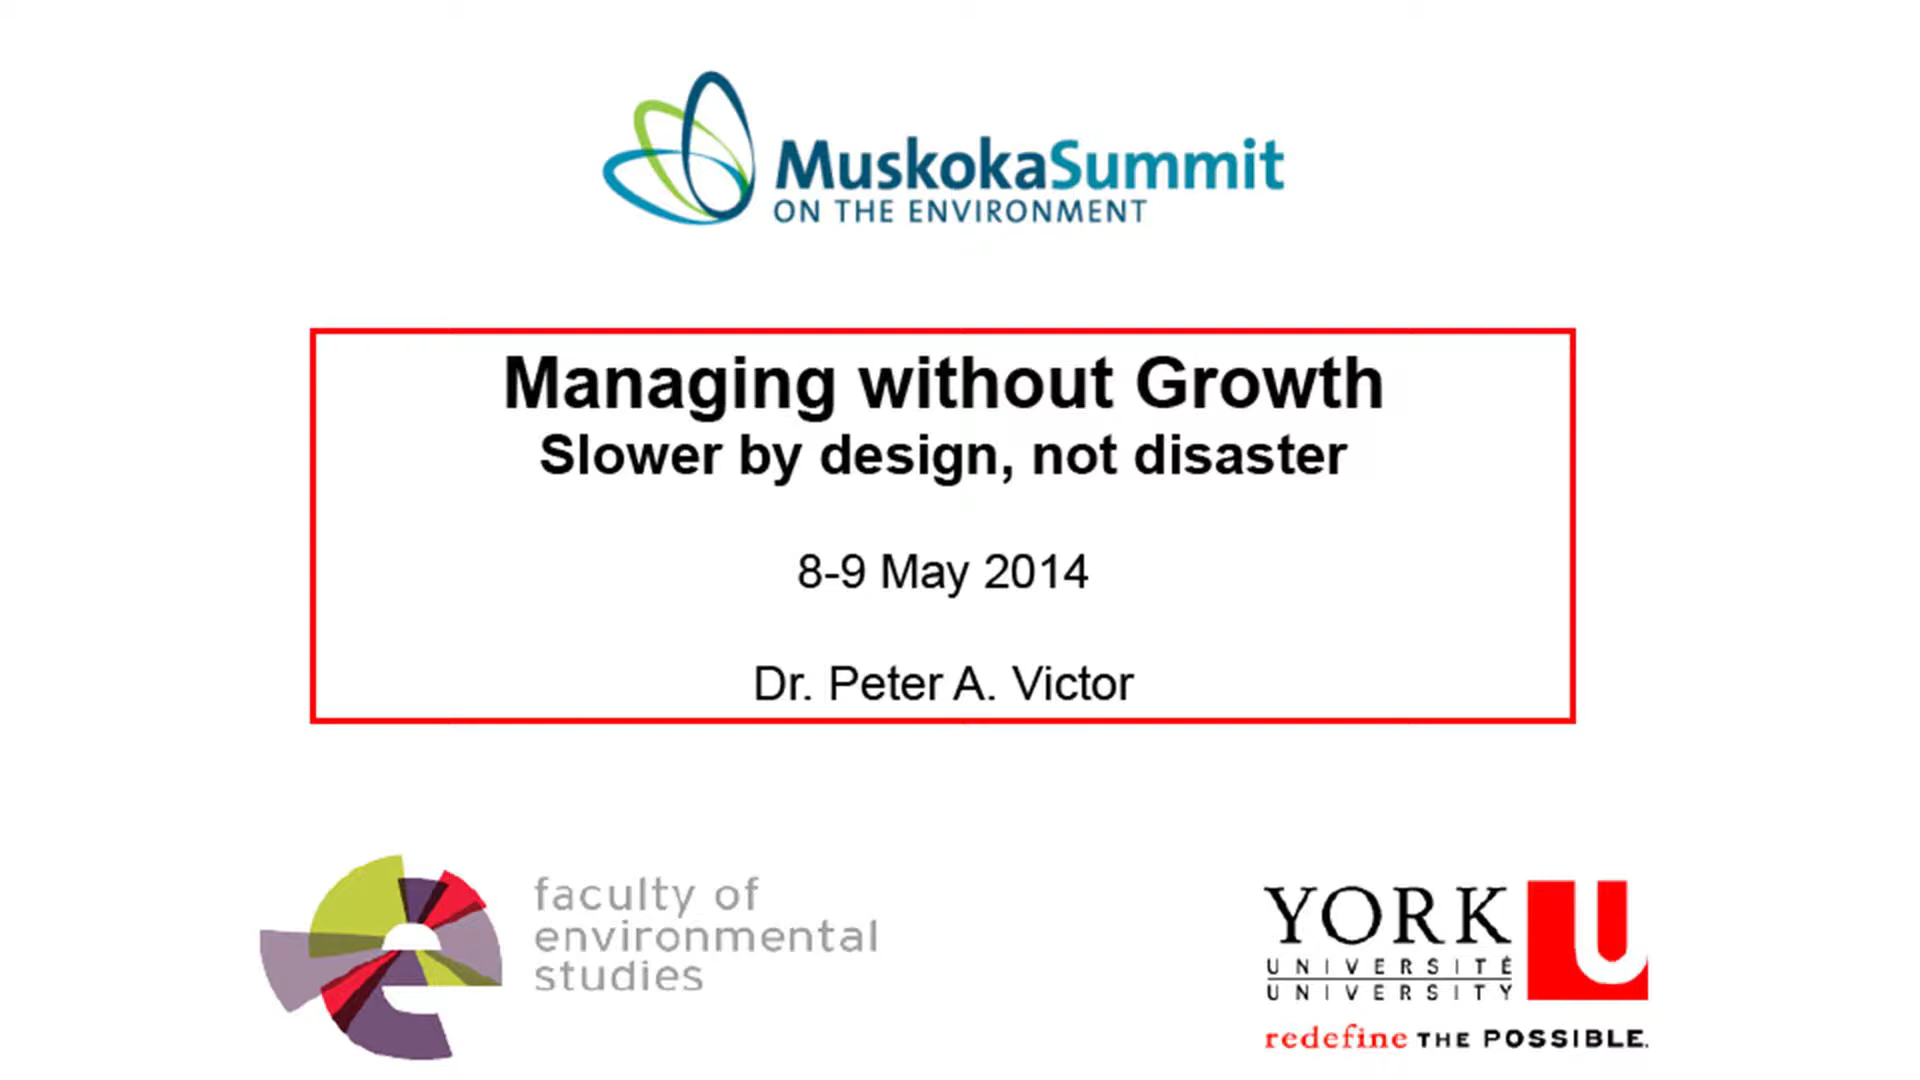 MuskokaSummit
ON THE ENVIRONMENT
Managing without Growth
Slower by design, not disaster
8-9 May 2014
Dr. Peter A. Victor
faculty of
environmental
studies
YORK U
UNIVERSITÉ
UNIVERSITY
redefine THE POSSIBLE.